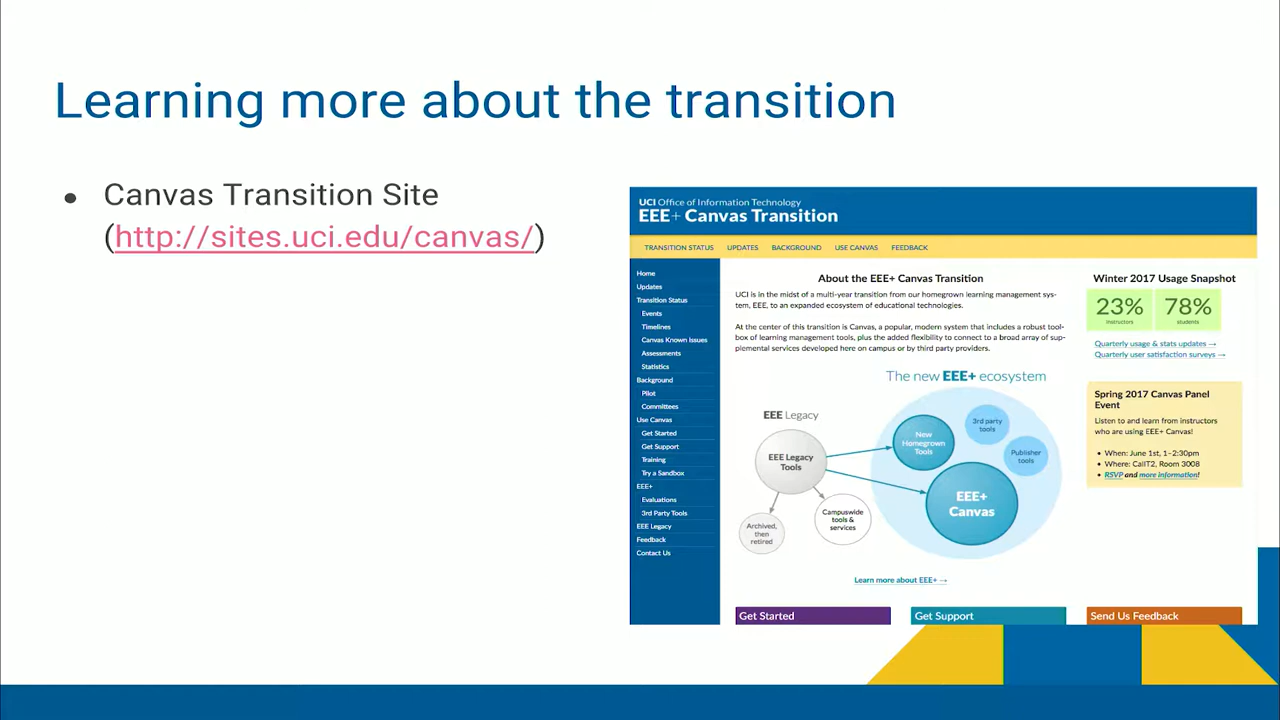 Learning more about the transition
● Canvas Transition Site
(http://sites.uci.edu/canvas/)
UCI Office of Information Technology
EEE+ Canvas Transition
TRANSITION STATUS UPDATES BACKGROUND USE CANVAS FEEDBACK
Home
Updates
Transition Status
Events
Timelines
Canvas Known Issues
Assessments
Statistics
Background
Pilot
Committees
Use Canvas
Get Started
Get Support
Training
Try a Sandbox
EEE+
Evaluations
3rd Party Tools
EEE Legacy
Feedback
Contact Us
About the EEE+ Canvas Transition
UCI is in the midst of a multi-year transition from our homegrown learning management sys-
tem, EEE, to an expanded ecosystem of educational technologies.
At the center of this transition is Canvas, a popular, modern system that includes a robust tool-
box of learning management tools, plus the added flexibility to connect to a broad array of sup-
plemental services developed here on campus or by third party providers.
The new EEE+ ecosystem
EEE Legacy
EEE Legacy
Tools
New
Homegrown
Tools
3rd party
tools
Publisher
tools
EEE+
Canvas
Archived,
then
retired
Campuswide
tools &
services
Learn more about EEE+ →
Winter 2017 Usage Snapshot
23% 78%
instructors students
Quarterly usage & stats updates →
Quarterly user satisfaction surveys →
Spring 2017 Canvas Panel
Event
Listen to and learn from instructors
who are using EEE+ Canvas!
• When: June 1st, 1–2:30pm
• Where: CalIT2, Room 3008
• RSVP and more information!
Get Started Get Support Send Us Feedback